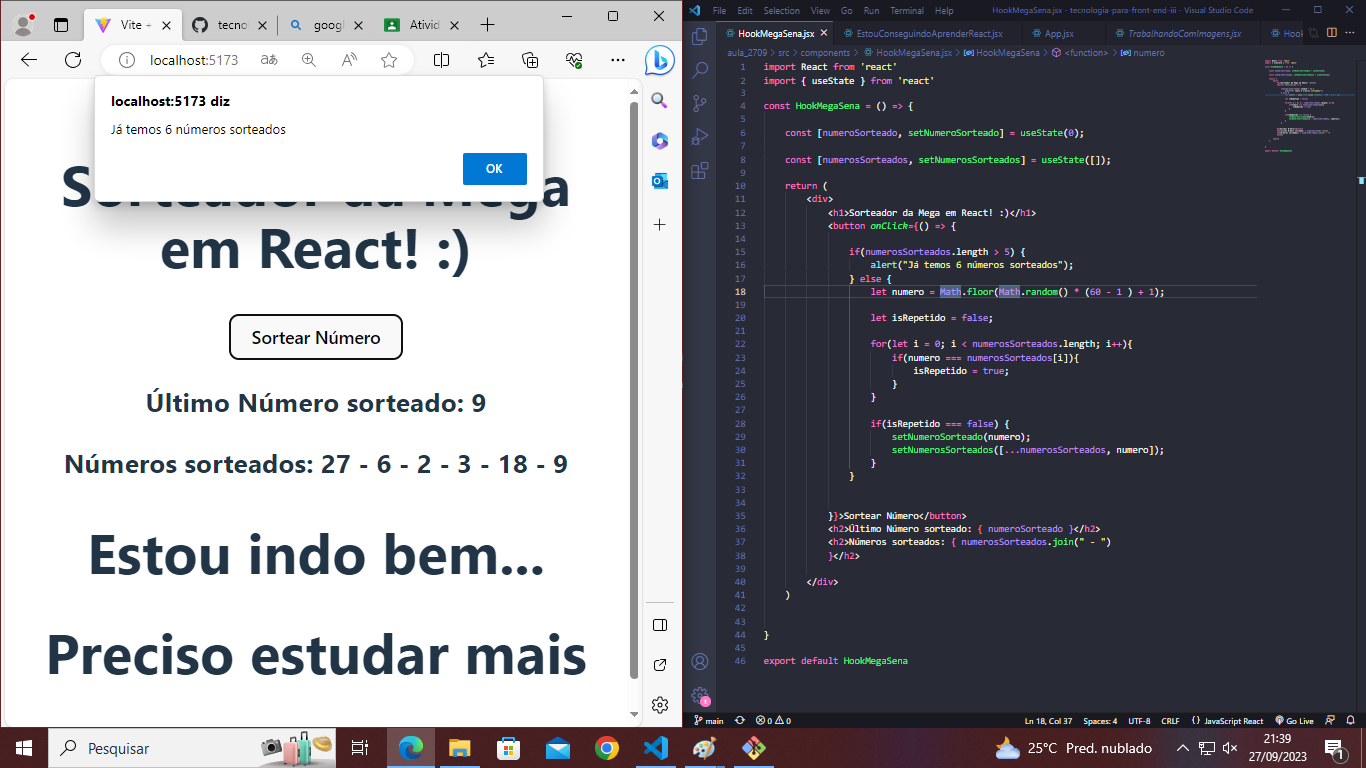 Vite +
tecno
googl
Ativid
localhost:5173
localhost:5173 diz
Já temos 6 números sorteados
OK
Sorteador da Mega
em React! :)
Sortear Número
Último Número sorteado: 9
Números sorteados: 27 - 6 - 2 - 3 - 18 - 9
Estou indo bem...
Preciso estudar mais
File Edit Selection View Go Run Terminal Help
HookMegaSena.jsx - tecnologia-para-front-end-iii - Visual Studio Code
HookMegaSena.jsx
EstouConseguindoAprenderReact.jsx
App.jsx
TrabalhandoComImagens.jsx
Hook
aula_2709 > src > components > HookMegaSena.jsx > HookMegaSena > <function> > numero
1 import React from 'react'
2 import { useState } from 'react'
3
4 const HookMegaSena = () => {
5
6 const [numeroSorteado, setNumeroSorteado] = useState(0);
7
8 const [numerosSorteados, setNumerosSorteados] = useState([]);
9
10 return (
11 <div>
12 <h1>Sorteador da Mega em React! :)</h1>
13 <button onClick={() => {
14
15 if(numerosSorteados.length > 5) {
16 alert("Já temos 6 números sorteados");
17 } else {
18 let numero = Math.floor(Math.random() * (60 - 1 ) + 1);
19
20 let isRepetido = false;
21
22 for(let i = 0; i < numerosSorteados.length; i++){
23 if(numero === numerosSorteados[i]){
24 isRepetido = true;
25 }
26 }
27
28 if(isRepetido === false) {
29 setNumeroSorteado(numero);
30 setNumerosSorteados([...numerosSorteados, numero]);
31 }
32 }
33
34
35 }}>Sortear Número</button>
36 <h2>Último Número sorteado: { numeroSorteado }</h2>
37 <h2>Números sorteados: { numerosSorteados.join(" - ")
38 }</h2>
39
40 </div>
41 )
42
43
44 }
45
46 export default HookMegaSena
1
main
0 0
Ln 18, Col 37 Spaces: 4 UTF-8 CRLF {} JavaScript React Go Live
Pesquisar
25°C Pred. nublado
21:39
27/09/2023
1